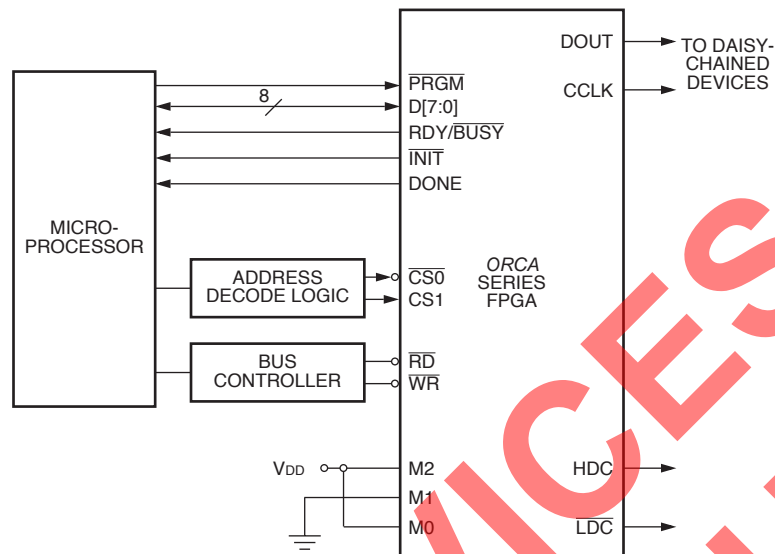 DOUT
TO DAISY-
CHAINED
DEVICES
CCLK
PRGM
8
D[7:0]
RDY/BUSY
INIT
DONE
MICRO-
PROCESSOR
ADDRESS
DECODE LOGIC
CS0
CS1
ORCA
SERIES
FPGA
BUS
CONTROLLER
RD
WR
VDD
M2
M1
M0
HDC
LDC
VICES